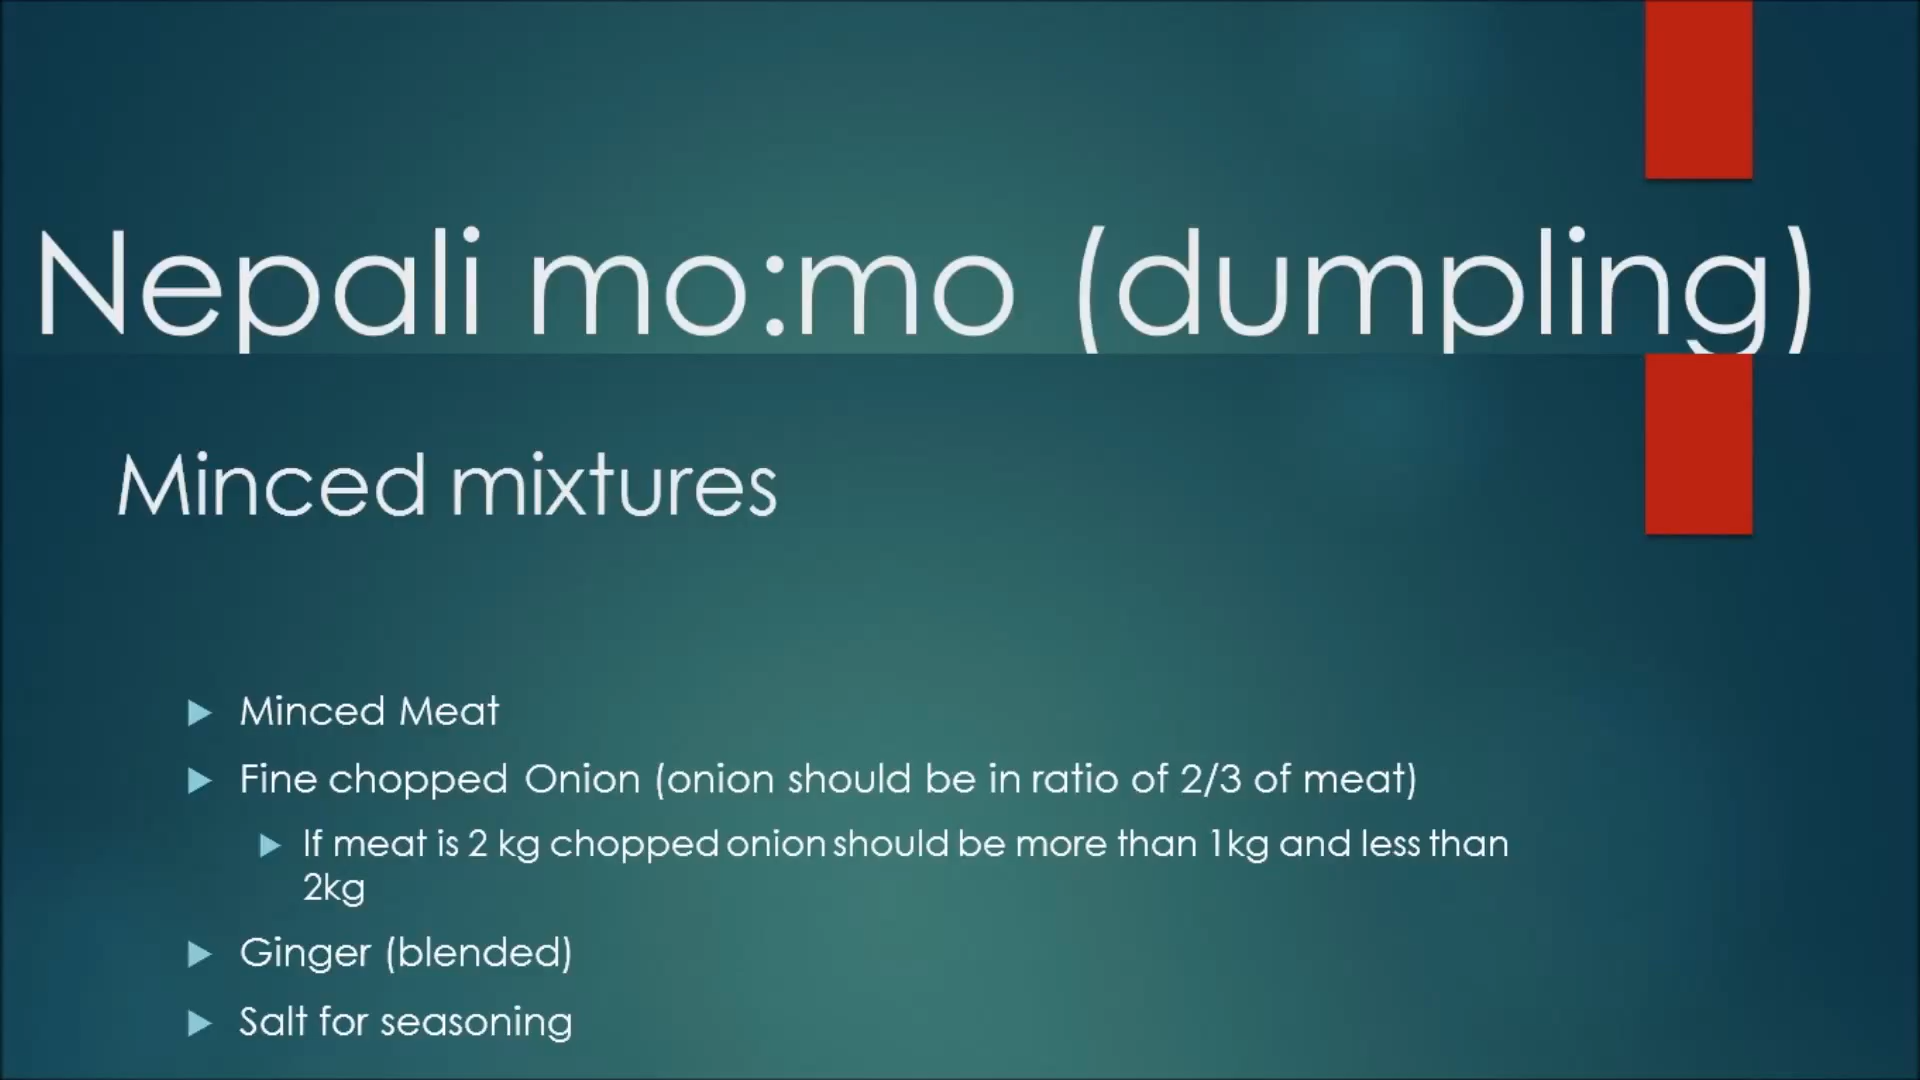 Nepali mo:mo (dumpling)
Minced mixtures
Minced Meat
Fine chopped Onion (onion should be in ratio of 2/3 of meat)
If meat is 2 kg chopped onion should be more than 1kg and less than
2kg
Ginger (blended)
Salt for seasoning